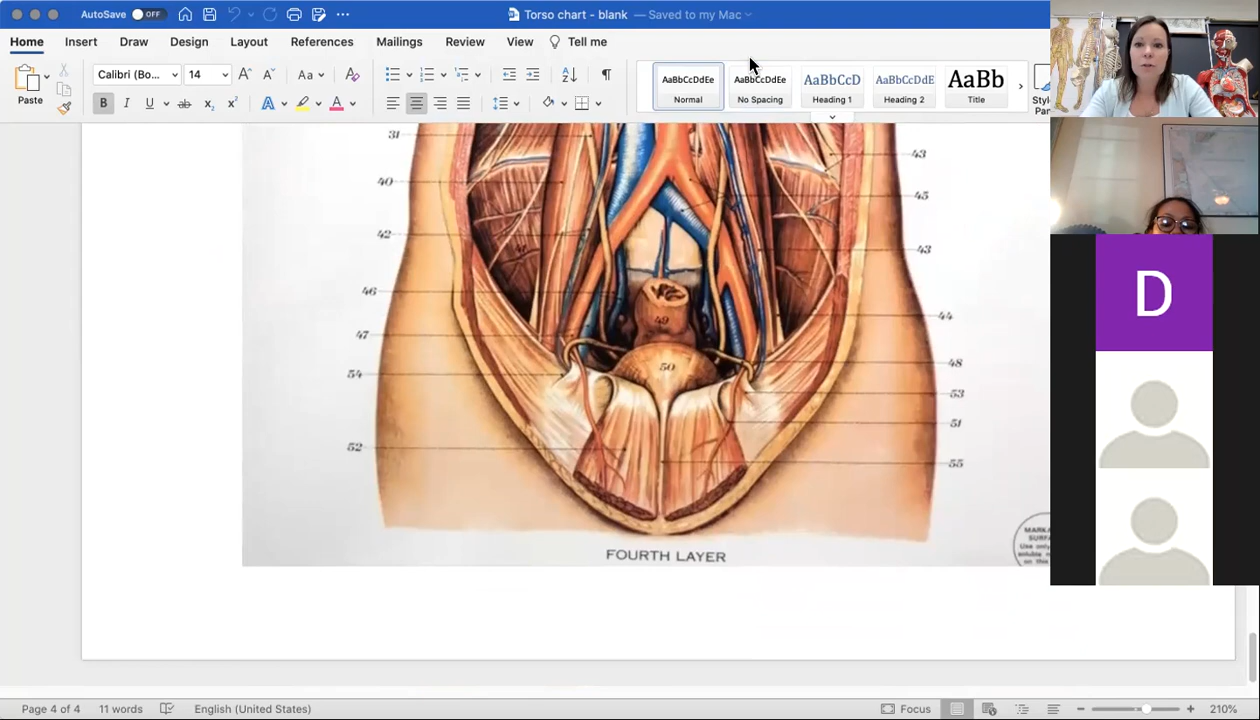 AutoSave OFF
Torso chart - blank — Saved to my Mac
Home Insert Draw Design Layout References Mailings Review View Tell me
Paste
Calibri (Bo... 14
AaBbCcDdEe
Normal
AaBbCcDdEe
No Spacing
AaBbCcD
Heading 1
AaBbCcDdE
Heading 2
AaBb
Title
31
40
42
41
46
47
54
52
43
45
43
44
48
53
51
55
49
50
FOURTH LAYER
D
Page 4 of 4 11 words English (United States) Focus 210%